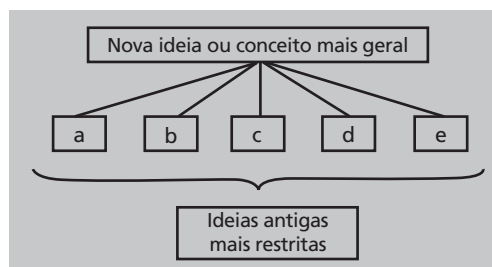 Nova ideia ou conceito mais geral
a b c d e
Ideias antigas
mais restritas